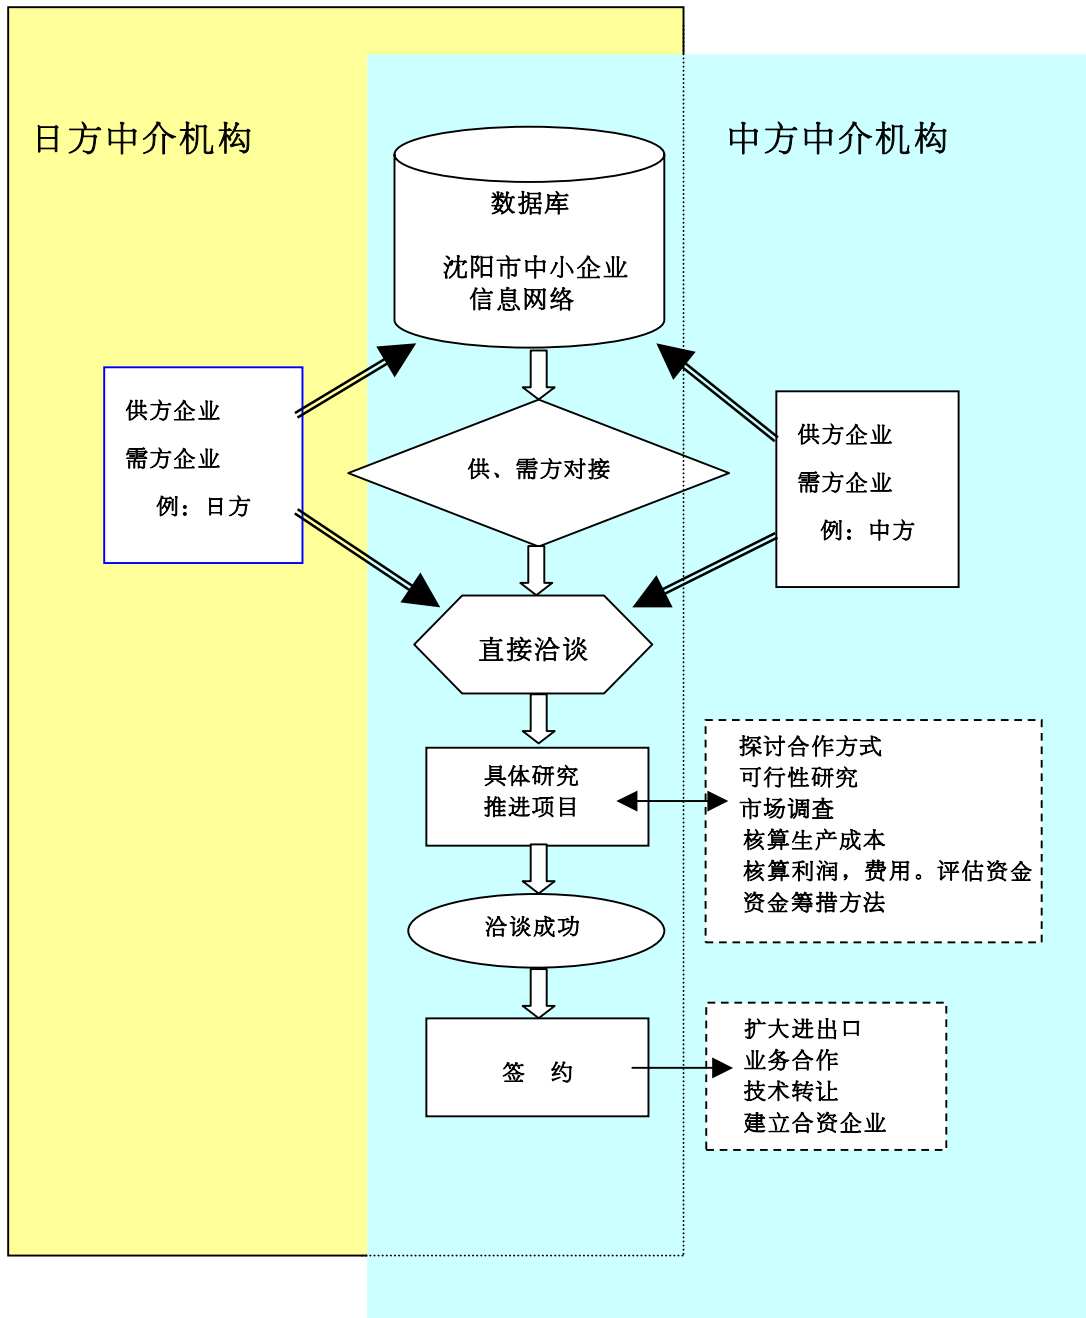 日方中介机构
中方中介机构
数据库
沈阳市中小企业
信息网络
供方企业
需方企业
例：日方
供、需方对接
供方企业
需方企业
例：中方
直接洽谈
具体研究
推进项目
探讨合作方式
可行性研究
市场调查
核算生产成本
核算利润，费用。评估资金
资金筹措方法
洽谈成功
签 约
扩大进出口
业务合作
技术转让
建立合资企业